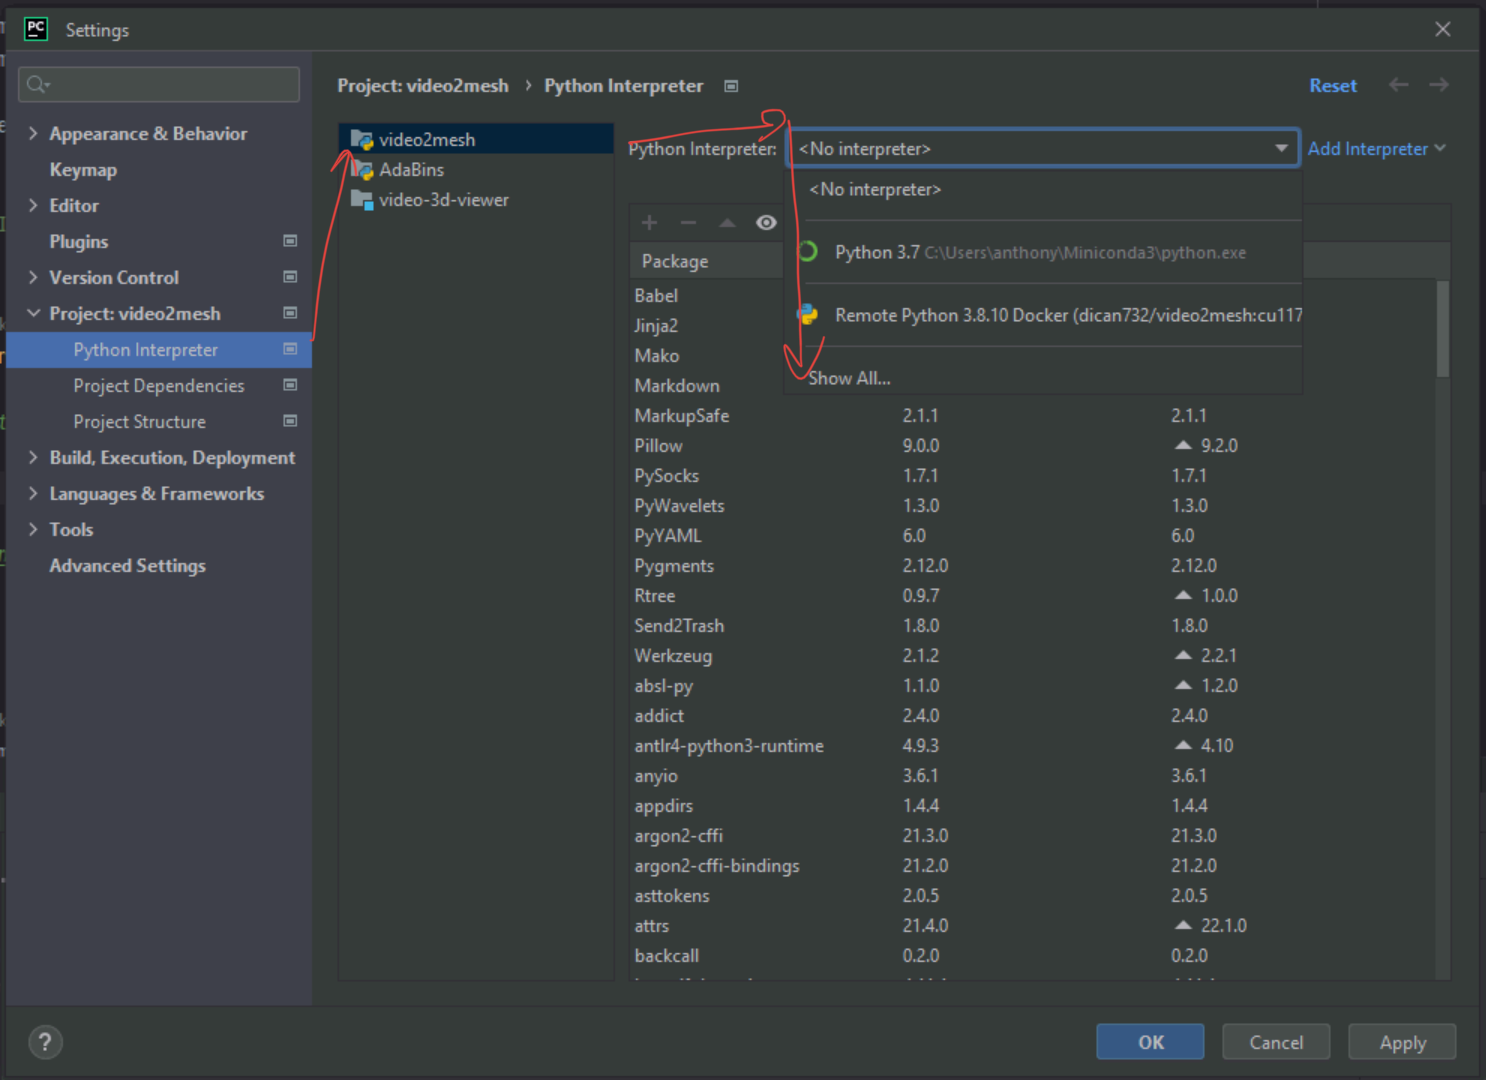 PC Settings
Appearance & Behavior
Keymap
Editor
Plugins
Version Control
Project: video2mesh
Python Interpreter
Project Dependencies
Project Structure
Build, Execution, Deployment
Languages & Frameworks
Tools
Advanced Settings
Project: video2mesh › Python Interpreter
Reset
video2mesh
AdaBins
video-3d-viewer
Python Interpreter: <No interpreter> Add Interpreter
<No interpreter>
Python 3.7 C:\Users\anthony\Miniconda3\python.exe
Remote Python 3.8.10 Docker (dican732/video2mesh:cu117
Show All...
Package
Babel
Jinja2
Mako
Markdown
MarkupSafe 2.1.1 2.1.1
Pillow 9.0.0 9.2.0
PySocks 1.7.1 1.7.1
PyWavelets 1.3.0 1.3.0
PyYAML 6.0 6.0
Pygments 2.12.0 2.12.0
Rtree 0.9.7 1.0.0
Send2Trash 1.8.0 1.8.0
Werkzeug 2.1.2 2.2.1
absl-py 1.1.0 1.2.0
addict 2.4.0 2.4.0
antlr4-python3-runtime 4.9.3 4.10
anyio 3.6.1 3.6.1
appdirs 1.4.4 1.4.4
argon2-cffi 21.3.0 21.3.0
argon2-cffi-bindings 21.2.0 21.2.0
asttokens 2.0.5 2.0.5
attrs 21.4.0 22.1.0
backcall 0.2.0 0.2.0
? OK Cancel Apply